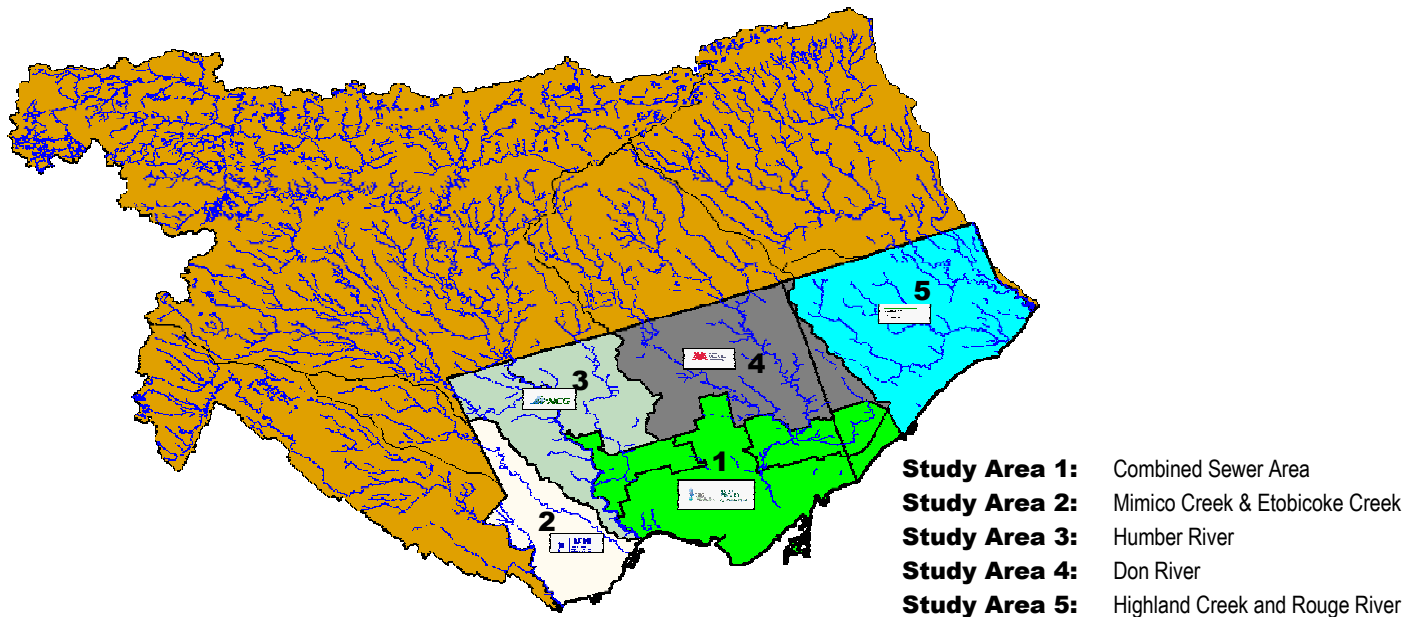 5
4
3
1
2
Study Area 1: Combined Sewer Area
Study Area 2: Mimico Creek & Etobicoke Creek
Study Area 3: Humber River
Study Area 4: Don River
Study Area 5: Highland Creek and Rouge River